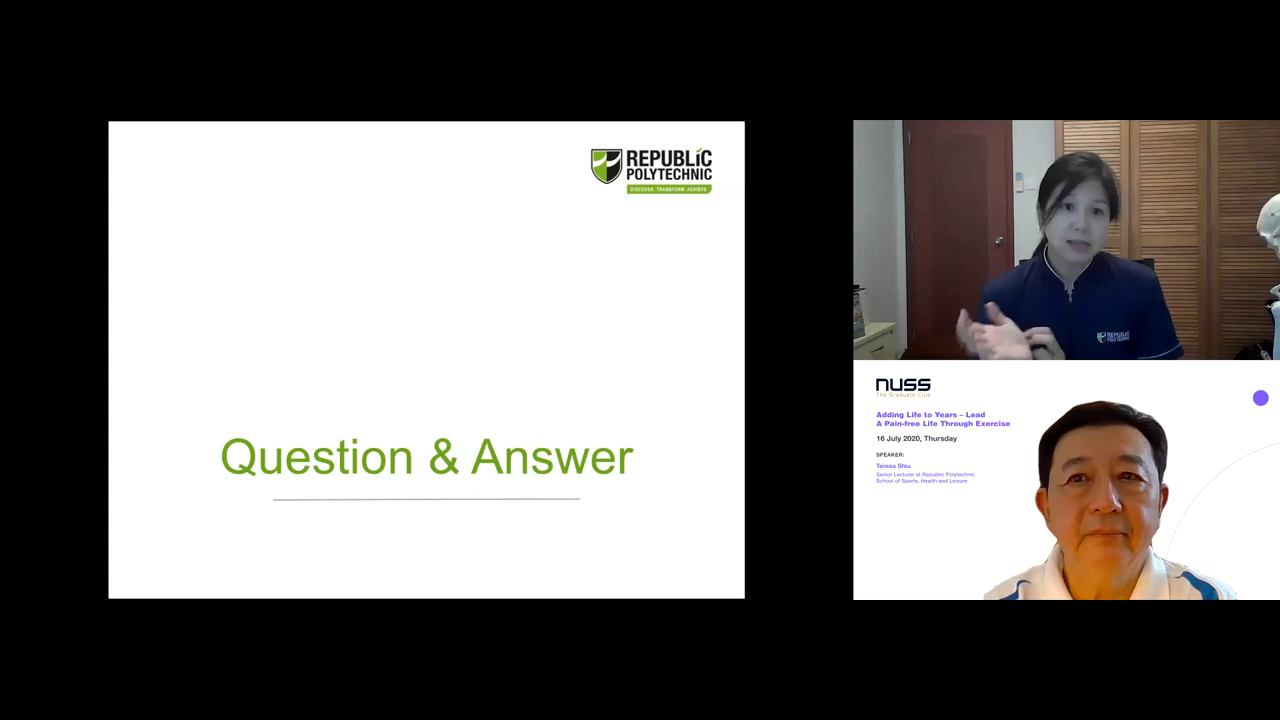 REPUBLIC
POLYTECHNIC
DISCOVER TRANSFORM ACHIEVE
Question & Answer
REPUBLIC
POLYTECHNIC
nuss
The Graduate Club
Adding Life to Years – Lead
A Pain-free Life Through Exercise
16 July 2020, Thursday
SPEAKER:
Teresa Shiu
Senior Lecturer at Republic Polytechnic
School of Sports, Health and Leisure